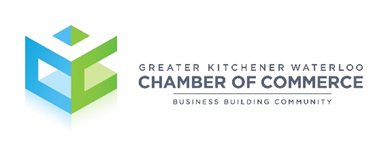 GREATER KITCHENER WATERLOO
CHAMBER OF COMMERCE
BUSINESS BUILDING COMMUNITY